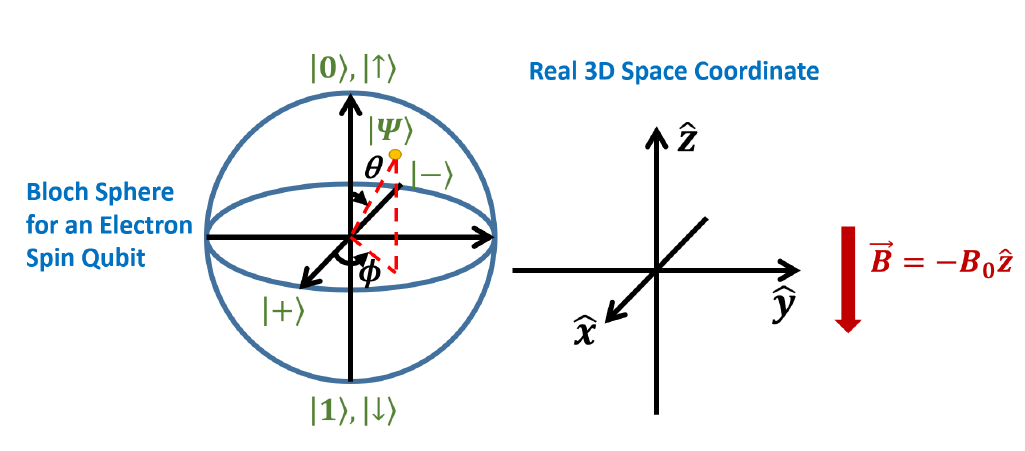 |0⟩, |↑⟩
Real 3D Space Coordinate
|Ψ⟩
θ
|−⟩
Bloch Sphere
for an Electron
Spin Qubit
ϕ
|+⟩
|1⟩, |↓⟩
ẑ
ŷ
x̂
B⃗ = −B₀ẑ